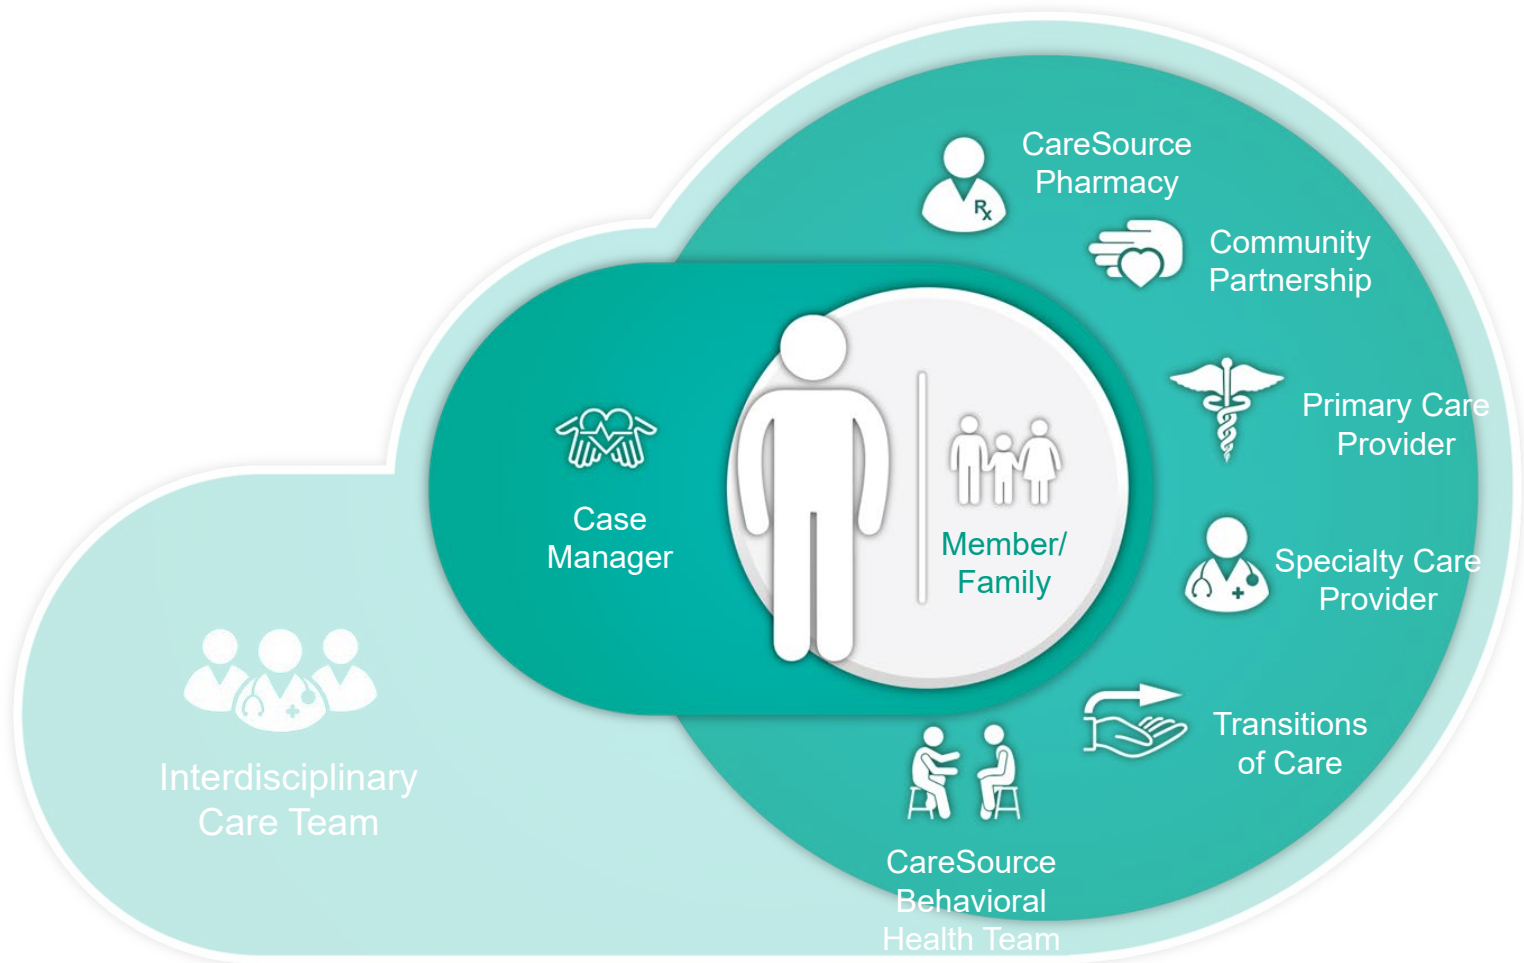 CareSource
Pharmacy
Rx
Community
Partnership
Primary Care
Provider
Case
Manager
Member/
Family
Specialty Care
Provider
Transitions
of Care
Interdisciplinary
Care Team
CareSource
Behavioral
Health Team